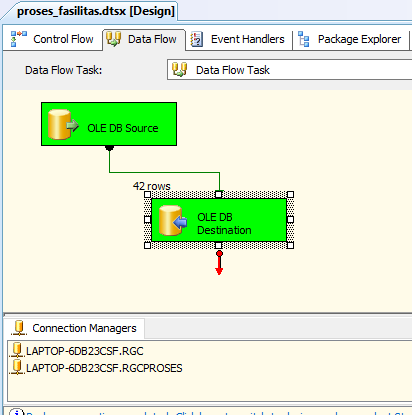 proses_fasilitas.dtsx [Design]
Control Flow
Data Flow
Event Handlers
Package Explorer
Data Flow Task:
Data Flow Task
OLE DB Source
42 rows
OLE DB
Destination
Connection Managers
LAPTOP-6DB23CSF.RGC
LAPTOP-6DB23CSF.RGCPROSES